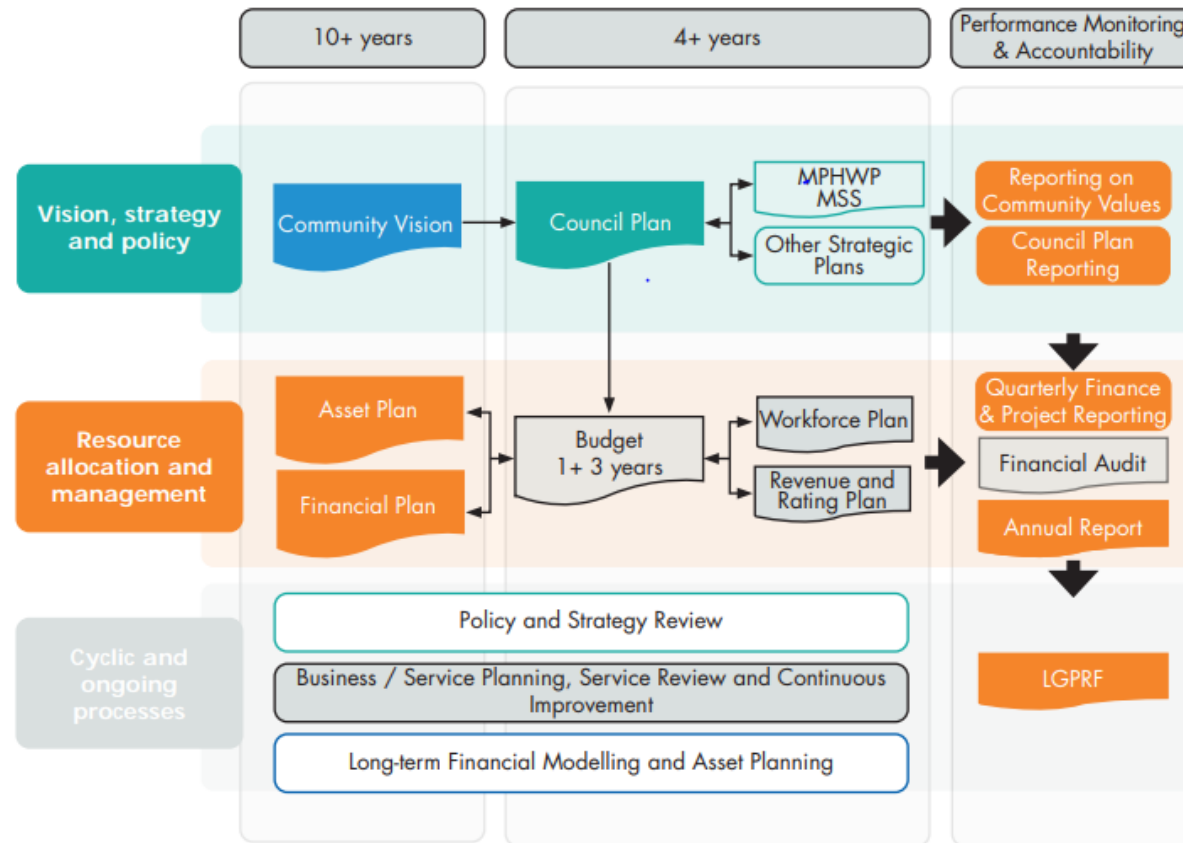 10+ years
4+ years
Performance Monitoring
& Accountability
Vision, strategy
and policy
Community Vision
Council Plan
MPHWP
MSS
Other Strategic
Plans
Reporting on
Community Values
Council Plan
Reporting
Resource
allocation and
management
Asset Plan
Financial Plan
Budget
1+ 3 years
Workforce Plan
Revenue and
Rating Plan
Quarterly Finance
& Project Reporting
Financial Audit
Annual Report
Cyclic and
ongoing
processes
Policy and Strategy Review
Business / Service Planning, Service Review and Continuous
Improvement
Long-term Financial Modelling and Asset Planning
LGPRF